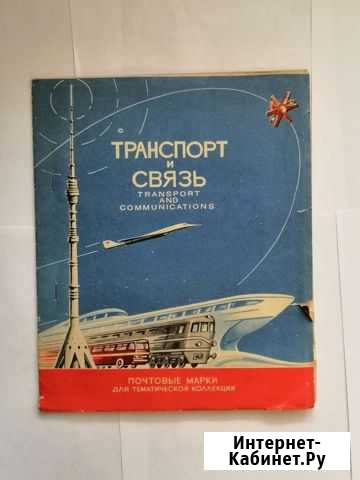 ТРАНСПОРТ
И
СВЯЗЬ
TRANSPORT
AND
COMMUNICATIONS
ПОЧТОВЫЕ МАРКИ
ДЛЯ ТЕМАТИЧЕСКОЙ КОЛЛЕКЦИИ
Интернет-
Кабинет.Ру